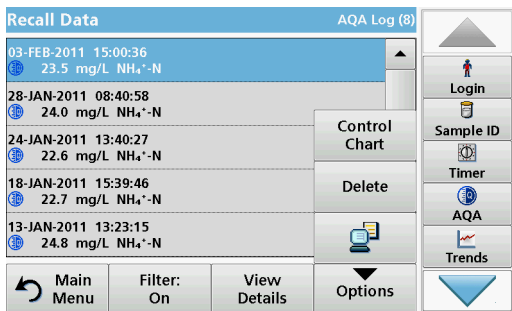 Recall Data AQA Log (8)
03-FEB-2011 15:00:36
23.5 mg/L NH₄⁺-N
28-JAN-2011 08:40:58
24.0 mg/L NH₄⁺-N
24-JAN-2011 13:40:27
22.6 mg/L NH₄⁺-N
18-JAN-2011 15:39:46
22.7 mg/L NH₄⁺-N
13-JAN-2011 13:23:15
24.8 mg/L NH₄⁺-N
Control
Chart
Delete
Main
Menu
Filter:
On
View
Details
Options
Login
Sample ID
Timer
AQA
Trends